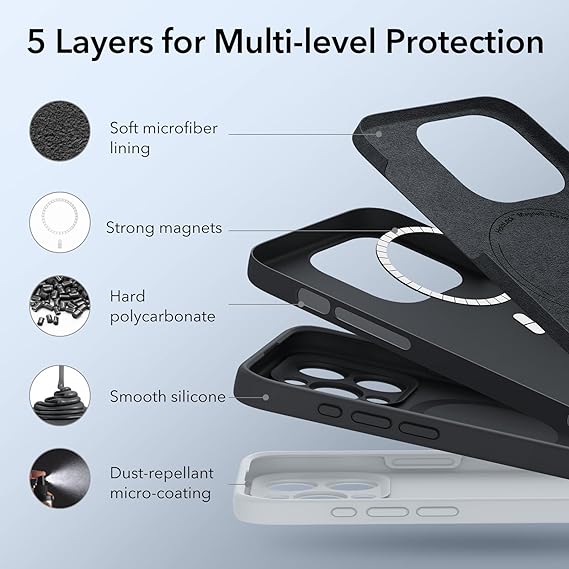 5 Layers for Multi-level Protection
Soft microfiber
lining
Strong magnets
Hard
polycarbonate
Smooth silicone
Dust-repellant
micro-coating